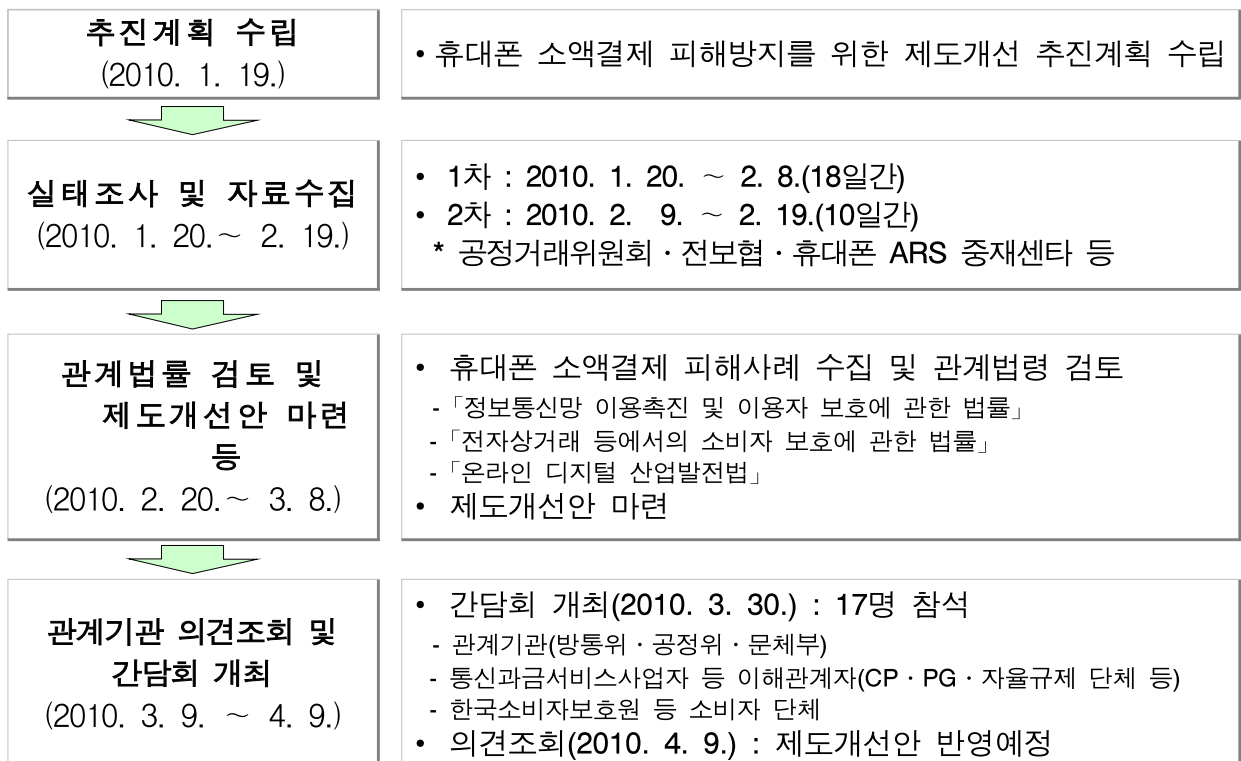 추진계획 수립
(2010. 1. 19.)
• 휴대폰 소액결제 피해방지를 위한 제도개선 추진계획 수립
실태조사 및 자료수집
(2010. 1. 20.~ 2. 19.)
• 1차 : 2010. 1. 20. ~ 2. 8.(18일간)
• 2차 : 2010. 2. 9. ~ 2. 19.(10일간)
* 공정거래위원회·전보협·휴대폰 ARS 중재센타 등
관계법률 검토 및
제도개선안 마련
등
(2010. 2. 20.~ 3. 8.)
• 휴대폰 소액결제 피해사례 수집 및 관계법령 검토
-「정보통신망 이용촉진 및 이용자 보호에 관한 법률」
-「전자상거래 등에서의 소비자 보호에 관한 법률」
-「온라인 디지털 산업발전법」
• 제도개선안 마련
관계기관 의견조회 및
간담회 개최
(2010. 3. 9. ~ 4. 9.)
• 간담회 개최(2010. 3. 30.) : 17명 참석
- 관계기관(방통위·공정위·문체부)
- 통신과금서비스사업자 등 이해관계자(CP·PG·자율규제 단체 등)
- 한국소비자보호원 등 소비자 단체
• 의견조회(2010. 4. 9.) : 제도개선안 반영예정